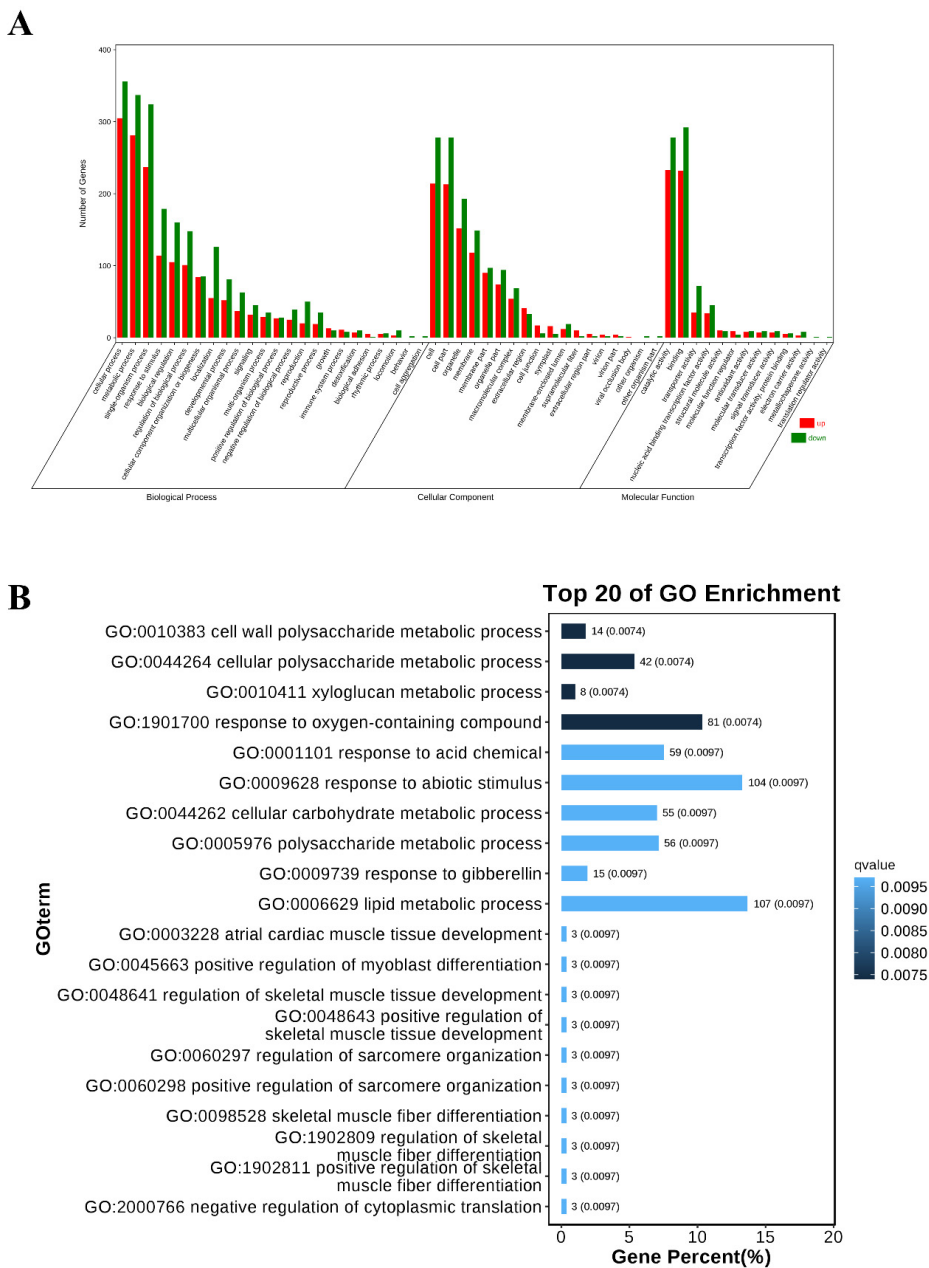 A
400
300
200
100
0
Number of Genes
cellular process
metabolic process
single-organism process
response to stimulus
biological regulation
regulation of biological process
cellular component organization or biogenesis
localization
developmental process
multicellular organismal process
signaling
multi-organism process
positive regulation of biological process
negative regulation of biological process
reproduction
reproductive process
growth
immune system process
detoxification
biological adhesion
rhythmic process
locomotion
behavior
cell aggregation
cell
cell part
organelle
membrane
membrane part
organelle part
macromolecular complex
extracellular region
cell junction
symplast
membrane-enclosed lumen
supramolecular fiber
extracellular region part
virion
virion part
viral occlusion body
other organism
other organism part
catalytic activity
binding
transporter activity
nucleic acid binding transcription factor activity
structural molecule activity
molecular function regulator
antioxidant activity
molecular transducer activity
signal transducer activity
transcription factor activity, protein binding
electron carrier activity
metallochaperone activity
translation regulator activity
up
down
Biological Process
Cellular Component
Molecular Function
B
Top 20 of GO Enrichment
GO:0010383 cell wall polysaccharide metabolic process
14 (0.0074)
GO:0044264 cellular polysaccharide metabolic process
42 (0.0074)
GO:0010411 xyloglucan metabolic process
8 (0.0074)
GO:1901700 response to oxygen-containing compound
81 (0.0074)
GO:0001101 response to acid chemical
59 (0.0097)
GO:0009628 response to abiotic stimulus
104 (0.0097)
GO:0044262 cellular carbohydrate metabolic process
55 (0.0097)
GO:0005976 polysaccharide metabolic process
56 (0.0097)
GO:0009739 response to gibberellin
15 (0.0097)
GO:0006629 lipid metabolic process
107 (0.0097)
GO:0003228 atrial cardiac muscle tissue development
3 (0.0097)
GO:0045663 positive regulation of myoblast differentiation
3 (0.0097)
GO:0048641 regulation of skeletal muscle tissue development
3 (0.0097)
GO:0048643 positive regulation of
skeletal muscle tissue development
3 (0.0097)
GO:0060297 regulation of sarcomere organization
3 (0.0097)
GO:0060298 positive regulation of sarcomere organization
3 (0.0097)
GO:0098528 skeletal muscle fiber differentiation
3 (0.0097)
GO:1902809 regulation of skeletal
muscle fiber differentiation
3 (0.0097)
GO:1902811 positive regulation of skeletal
muscle fiber differentiation
3 (0.0097)
GO:2000766 negative regulation of cytoplasmic translation
3 (0.0097)
GOterm
0 5 10 15 20
Gene Percent(%)
qvalue
0.0095
0.0090
0.0085
0.0080
0.0075